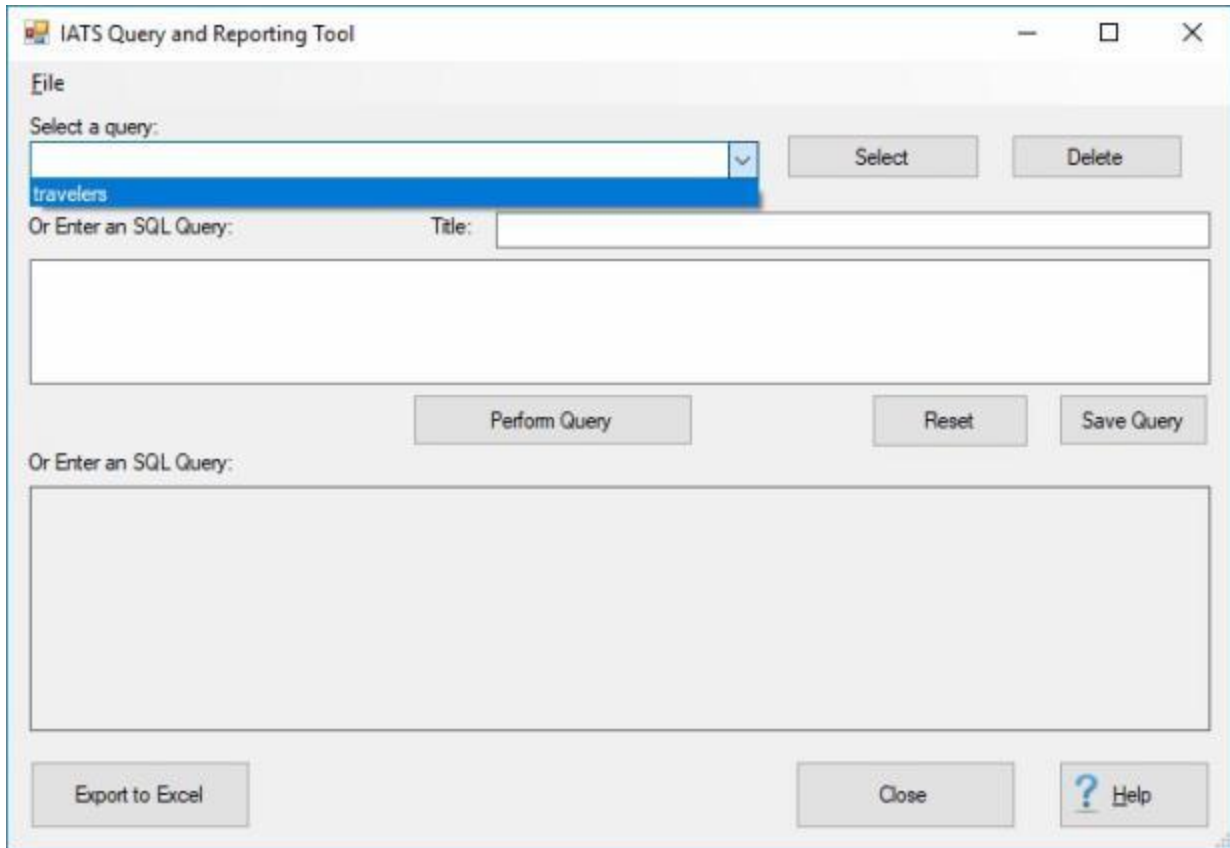 IATS Query and Reporting Tool
File
Select a query:
Select Delete
travelers
Or Enter an SQL Query: Title:
Perform Query Reset Save Query
Or Enter an SQL Query:
Export to Excel Close ? Help